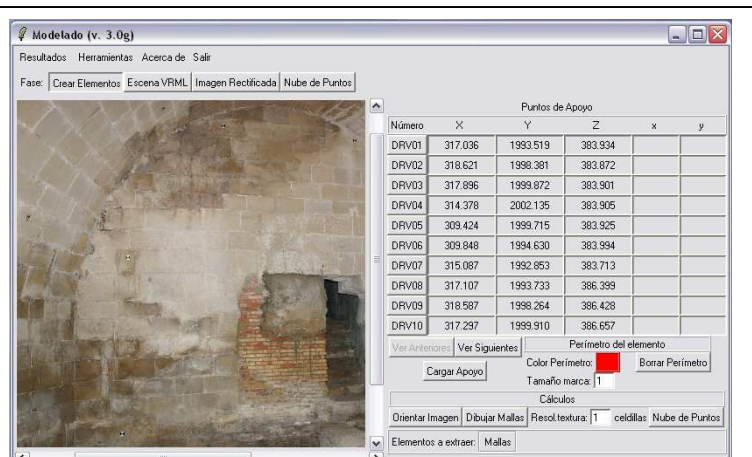 Modelado (v. 3.0g)
Resultados Herramientas Acerca de Salir
Fase: Crear Elementos Escena VRML Imagen Rectificada Nube de Puntos
Puntos de Apoyo
Número X Y Z x y
DRV01 317.036 1993.519 383.934
DRV02 318.621 1998.381 383.872
DRV03 317.896 1999.872 383.901
DRV04 314.378 2002.135 383.905
DRV05 309.424 1999.715 383.925
DRV06 309.848 1994.630 383.994
DRV07 315.087 1992.853 383.713
DRV08 317.107 1993.733 386.399
DRV09 318.587 1998.264 386.428
DRV10 317.297 1999.910 386.657
Ver Anteriores Ver Siguientes Perímetro del elemento
Cargar Apoyo Color Perímetro: Borrar Perímetro
Tamaño marca: 1
Cálculos
Orientar Imagen Dibujar Mallas Resol.textura: 1 celdillas Nube de Puntos
Elementos a extraer: Mallas